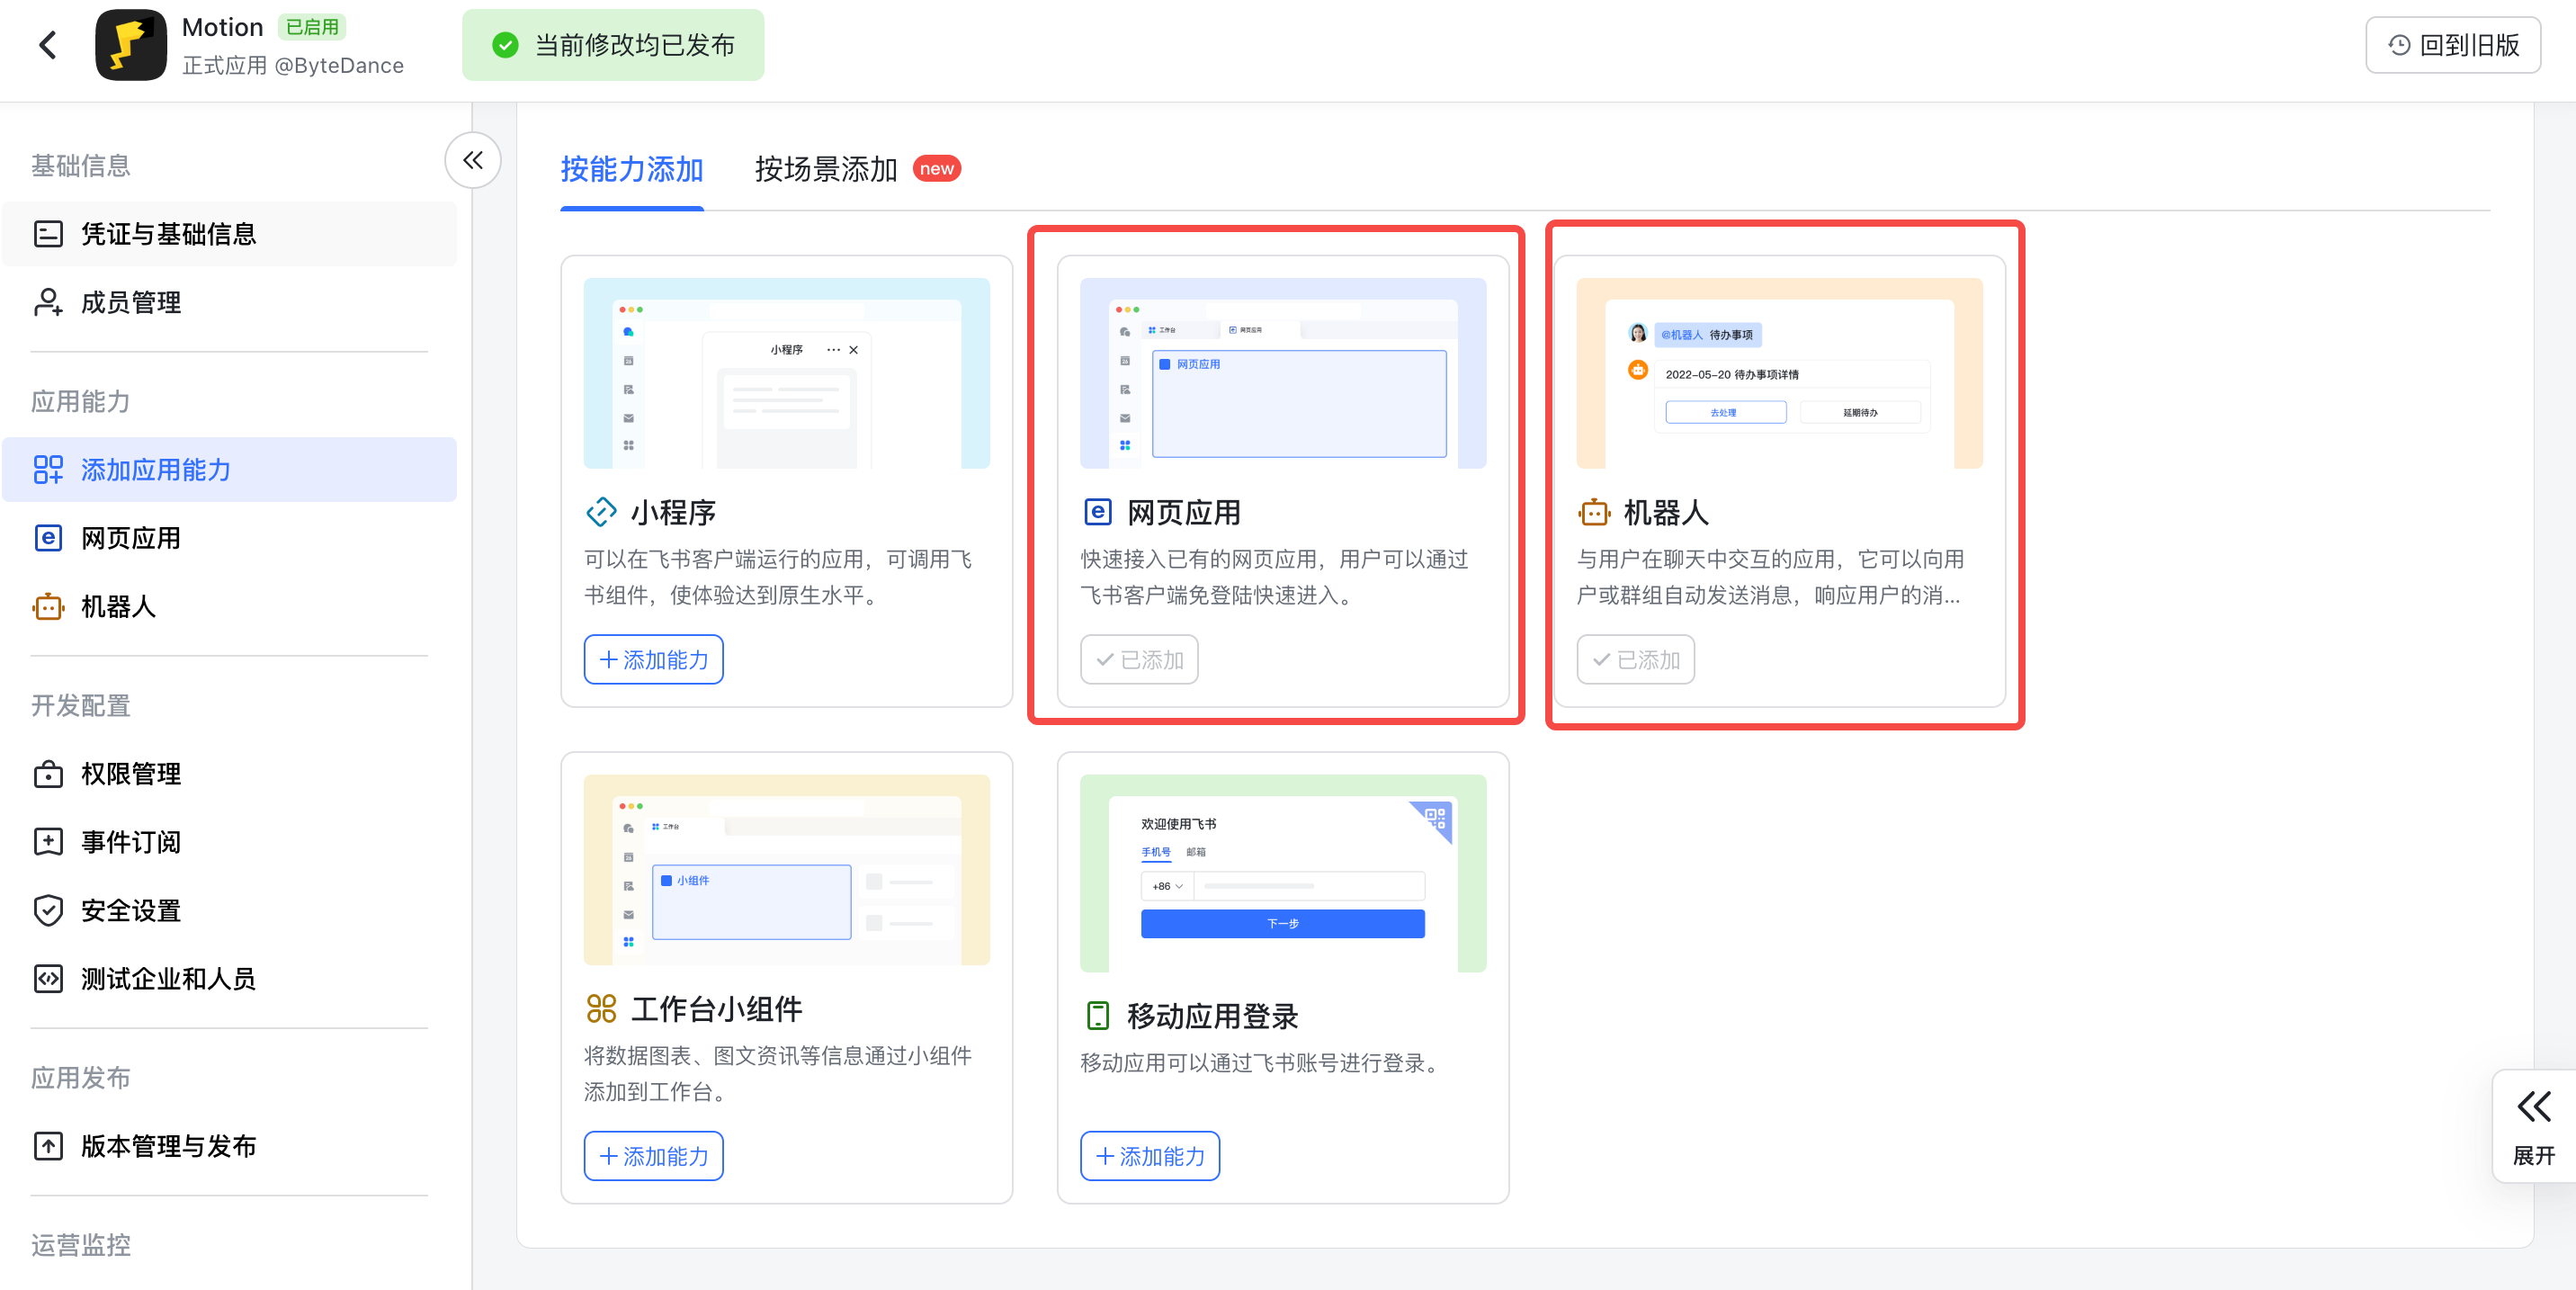 Motion 已启用
正式应用 @ByteDance
当前修改均已发布
回到旧版
基础信息
凭证与基础信息
成员管理
应用能力
添加应用能力
网页应用
机器人
开发配置
权限管理
事件订阅
安全设置
测试企业和人员
应用发布
版本管理与发布
运营监控
按能力添加 按场景添加 new
小程序
小程序
可以在飞书客户端运行的应用，可调用飞
书组件，使体验达到原生水平。
添加能力
工作台 网页应用
网页应用
网页应用
快速接入已有的网页应用，用户可以通过
飞书客户端免登陆快速进入。
已添加
@机器人 待办事项
2022-05-20 待办事项详情
去处理 延期待办
机器人
与用户在聊天中交互的应用，它可以向用
户或群组自动发送消息，响应用户的消...
已添加
工作台
小组件
工作台小组件
将数据图表、图文资讯等信息通过小组件
添加到工作台。
添加能力
欢迎使用飞书
手机号 邮箱
+86
下一步
移动应用登录
移动应用可以通过飞书账号进行登录。
添加能力
展开